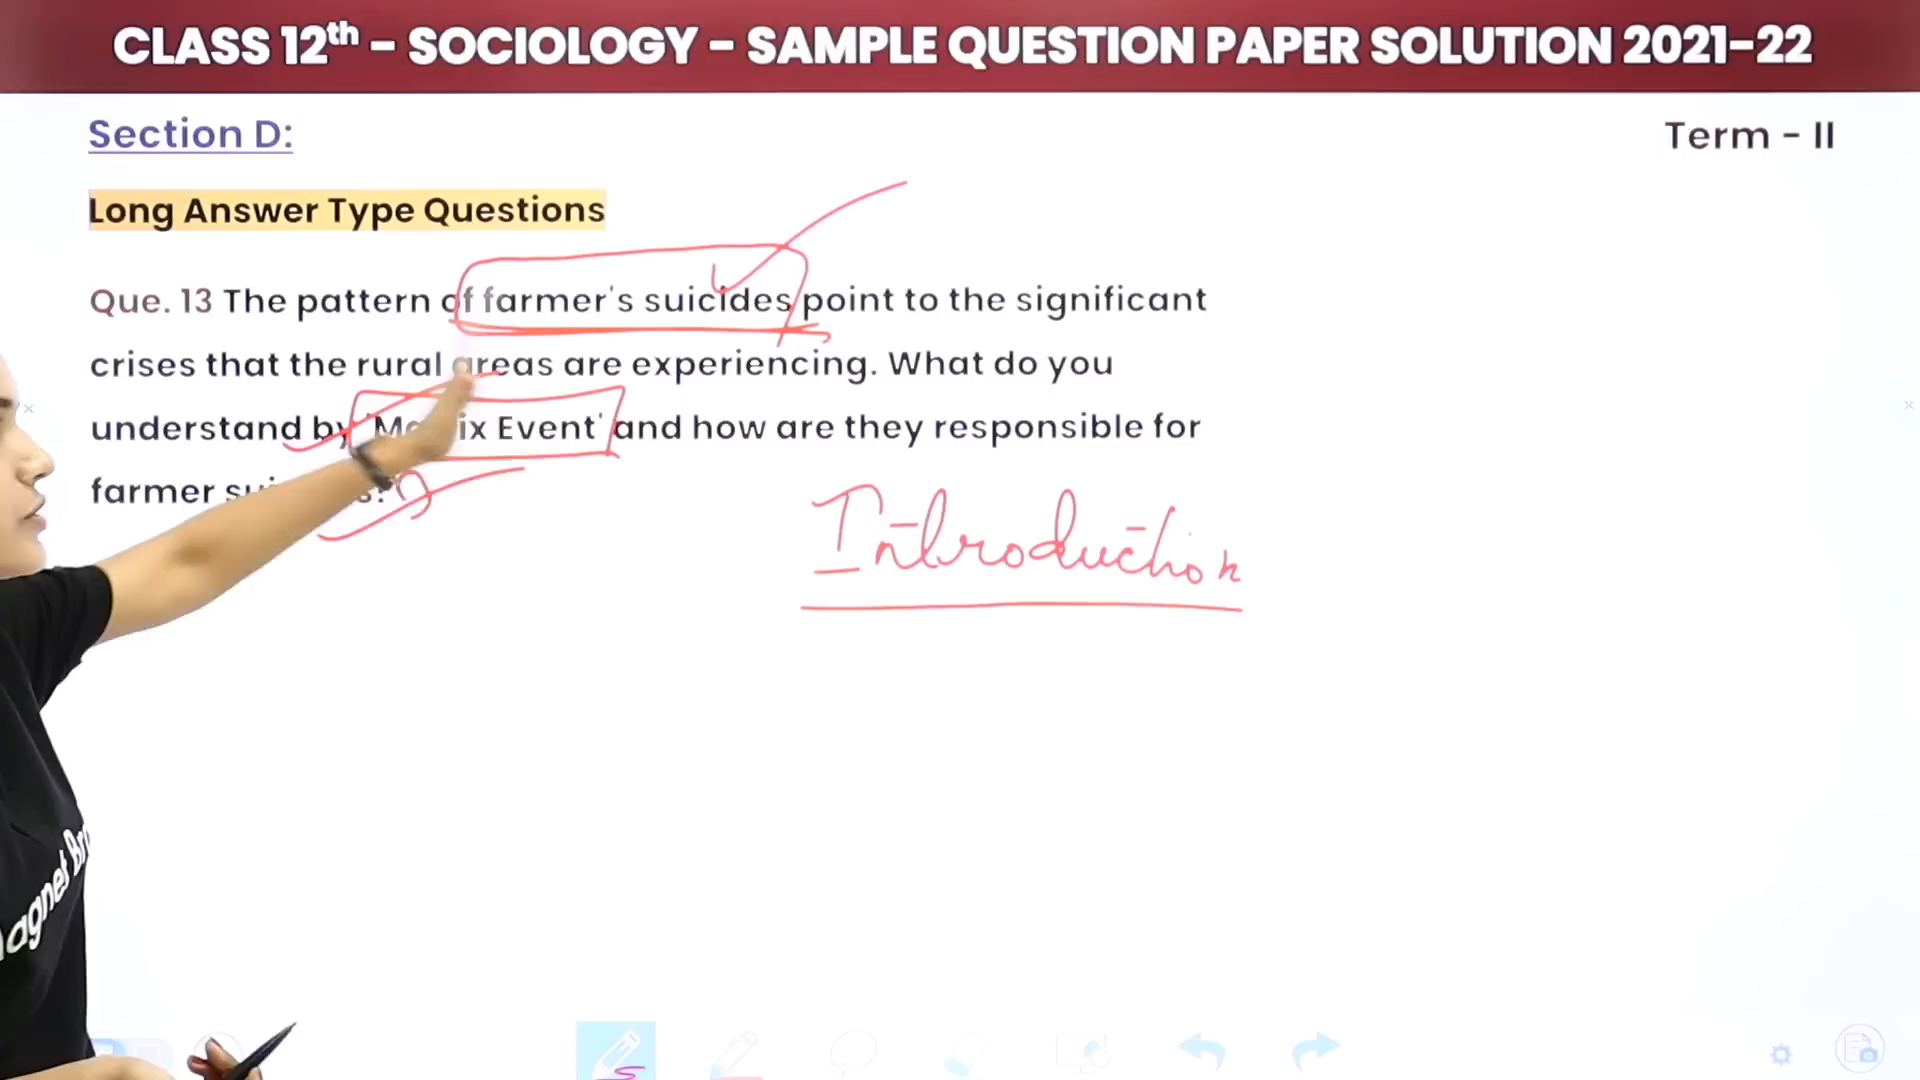 CLASS 12th – SOCIOLOGY – SAMPLE QUESTION PAPER SOLUTION 2021-22
Section D:
Term - II
Long Answer Type Questions
Que. 13 The pattern of farmer's suicides point to the significant
crises that the rural areas are experiencing. What do you
understand by 'Matrix Event' and how are they responsible for
farmer
Introduction